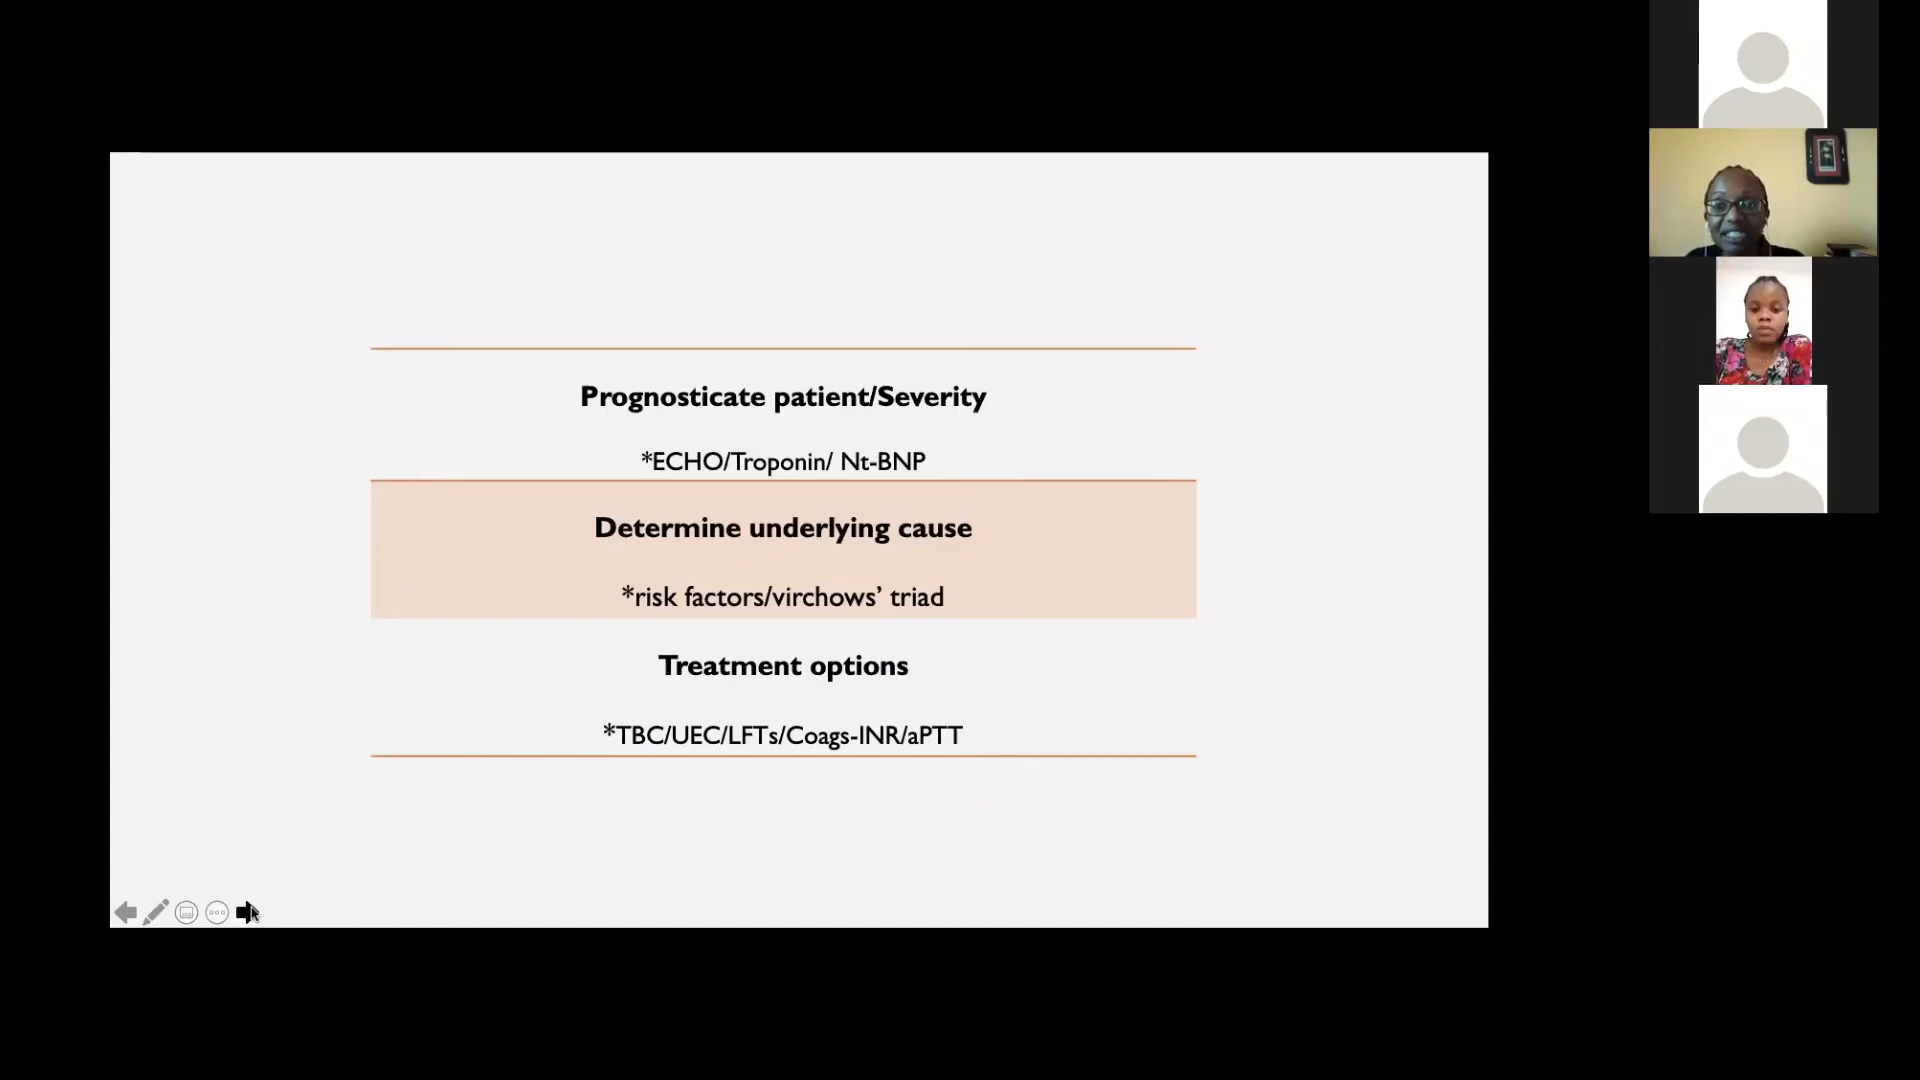 Prognosticate patient/Severity
*ECHO/Troponin/ Nt-BNP
Determine underlying cause
*risk factors/virchows’ triad
Treatment options
*TBC/UEC/LFTs/Coags-INR/aPTT